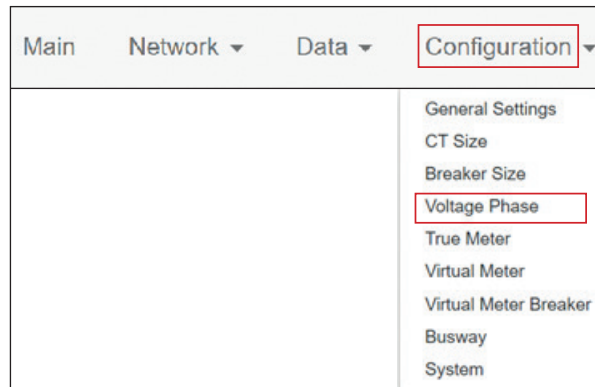 Main Network Data Configuration
General Settings
CT Size
Breaker Size
Voltage Phase
True Meter
Virtual Meter
Virtual Meter Breaker
Busway
System